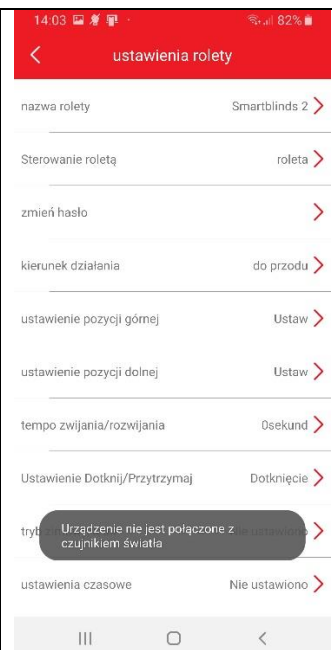 14:03 82%
ustawienia rolety
nazwa rolety Smartblinds 2
Sterowanie roletą roleta
zmień hasło
kierunek działania do przodu
ustawienie pozycji górnej Ustaw
ustawienie pozycji dolnej Ustaw
tempo zwijania/rozwijania 0sekund
Ustawienie Dotknij/Przytrzymaj Dotknięcie
tryb ustawiono
Urządzenie nie jest połączone z
czujnikiem światła
ustawienia czasowe Nie ustawiono